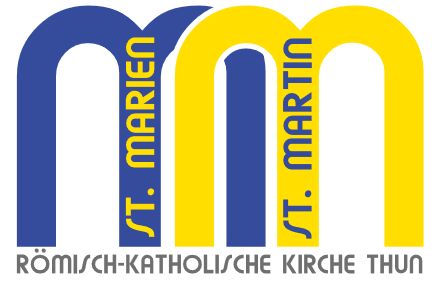 ST. MARIEN
ST. MARTIN
RÖMISCH-KATHOLISCHE KIRCHE THUN